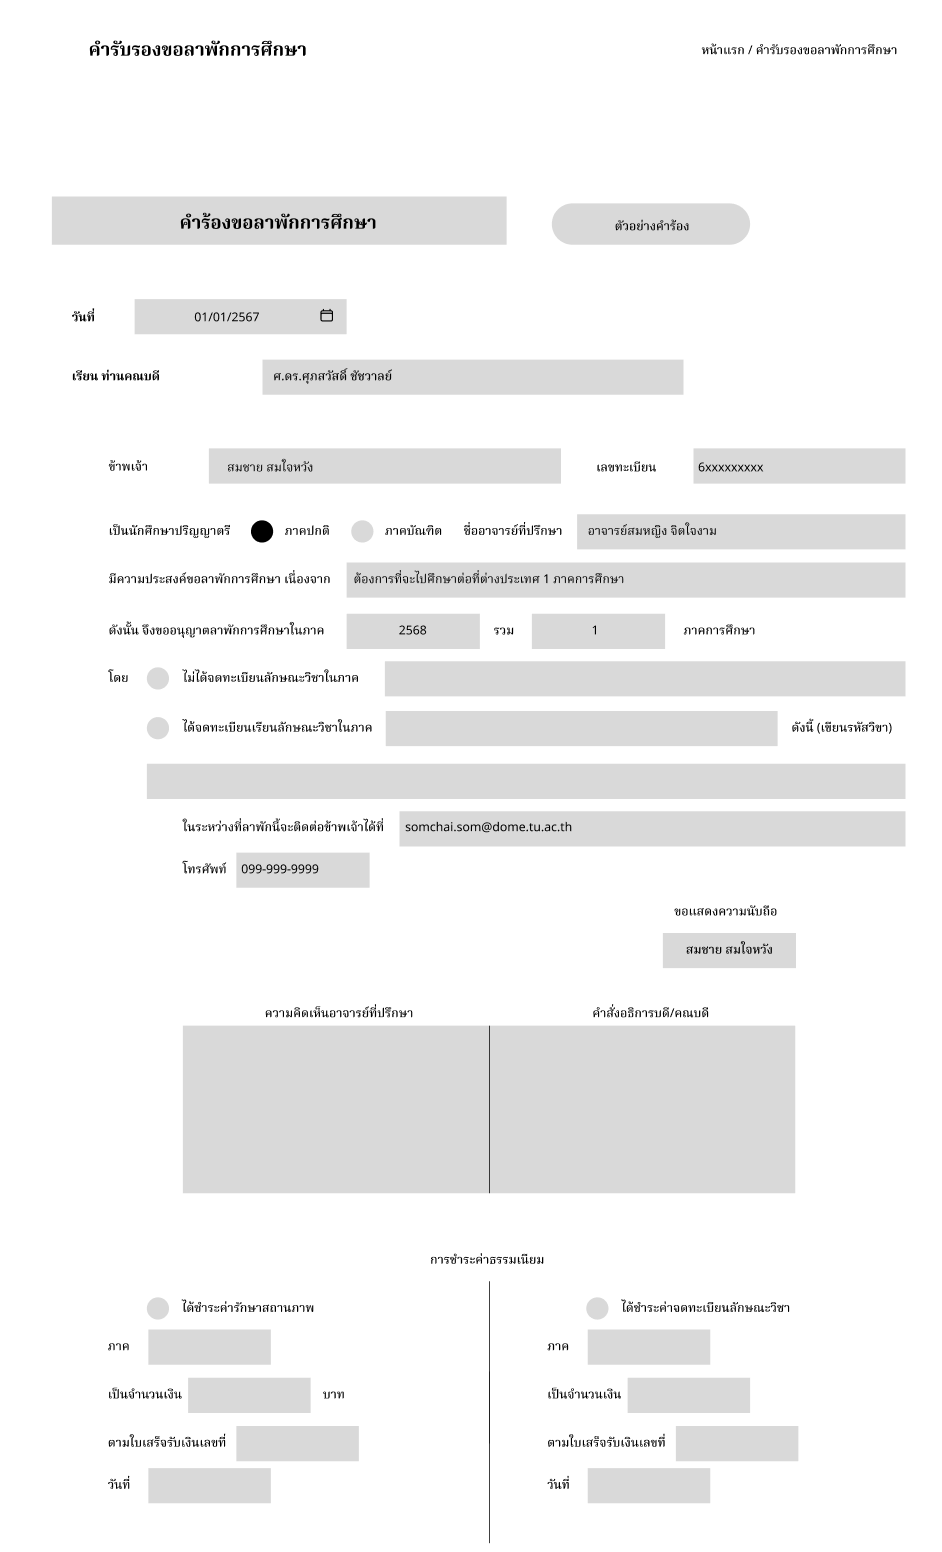 คำรับรองขอลาพักการศึกษา
หน้าแรก / คำรับรองขอลาพักการศึกษา
คำร้องขอลาพักการศึกษา
ตัวอย่างคำร้อง
วันที่ 01/01/2567
เรียน ท่านคณบดี ศ.ดร.ศุภสวัสดิ์ ชัชวาลย์
ข้าพเจ้า สมชาย สมใจหวัง เลขทะเบียน 6xxxxxxxxx
เป็นนักศึกษาปริญญาตรี ภาคปกติ ภาคบัณฑิต ชื่ออาจารย์ที่ปรึกษา อาจารย์สมหญิง จิตใจงาม
มีความประสงค์ขอลาพักการศึกษา เนื่องจาก ต้องการที่จะไปศึกษาต่อที่ต่างประเทศ 1 ภาคการศึกษา
ดังนั้น จึงขออนุญาตลาพักการศึกษาในภาค 2568 รวม 1 ภาคการศึกษา
โดย ไม่ได้จดทะเบียนลักษณะวิชาในภาค
ได้จดทะเบียนเรียนลักษณะวิชาในภาค ดังนี้ (เขียนรหัสวิขา)
ในระหว่างที่ลาพักนี้จะติดต่อข้าพเจ้าได้ที่ somchai.som@dome.tu.ac.th
โทรศัพท์ 099-999-9999
ขอแสดงความนับถือ
สมชาย สมใจหวัง
ความคิดเห็นอาจารย์ที่ปรึกษา คำสั่งอธิการบดี/คณบดี
การชำระค่าธรรมเนียม
ได้ชำระค่ารักษาสถานภาพ ได้ชำระค่าจดทะเบียนลักษณะวิชา
ภาค ภาค
เป็นจำนวนเงิน บาท เป็นจำนวนเงิน
ตามใบเสร็จรับเงินเลขที่ ตามใบเสร็จรับเงินเลขที่
วันที่ วันที่